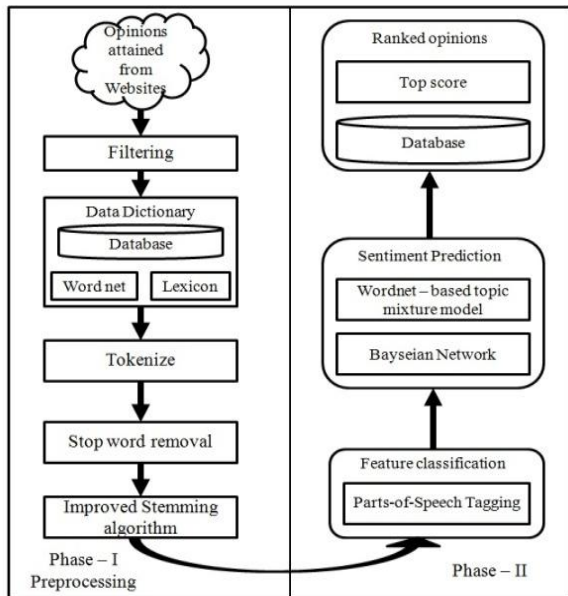 Opinions
attained
from
Websites
Filtering
Data Dictionary
Database
Word net
Lexicon
Tokenize
Stop word removal
Improved Stemming
algorithm
Phase – I
Preprocessing
Ranked opinions
Top score
Database
Sentiment Prediction
Wordnet – based topic
mixture model
Bayseian Network
Feature classification
Parts-of-Speech Tagging
Phase – II